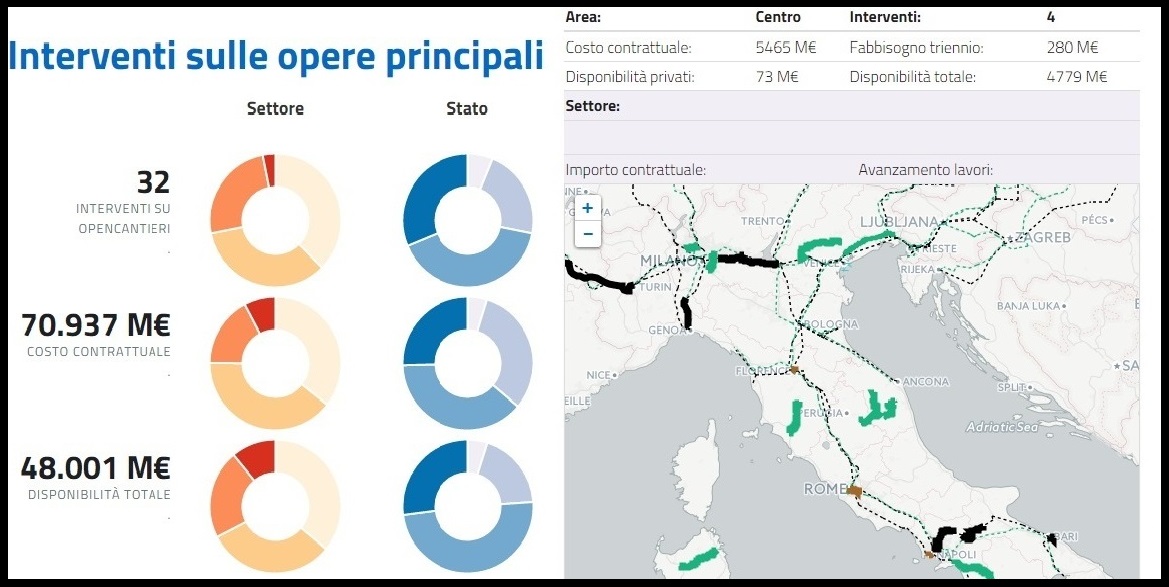 Interventi sulle opere principali
Settore Stato
32
INTERVENTI SU
OPENCANTIERI
70.937 M€
COSTO CONTRATTUALE
48.001 M€
DISPONIBILITÀ TOTALE
Area: Centro Interventi: 4
Costo contrattuale: 5465 M€ Fabbisogno triennio: 280 M€
Disponibilità privati: 73 M€ Disponibilità totale: 4779 M€
Settore:
Importo contrattuale: Avanzamento lavori:
+
−
TRENTO
LJUBLJANA
PÉCS
ZAGREB
MILANO
TRIESTE
RIJEKA
TURIN
BANJA LUKA
GENOA
BOLOGNA
FLORENCE
NICE
ANCONA
SPLIT
SA
EILLE
PERUGIA
Adriatic Sea
ROME
BARI
NAPOLI